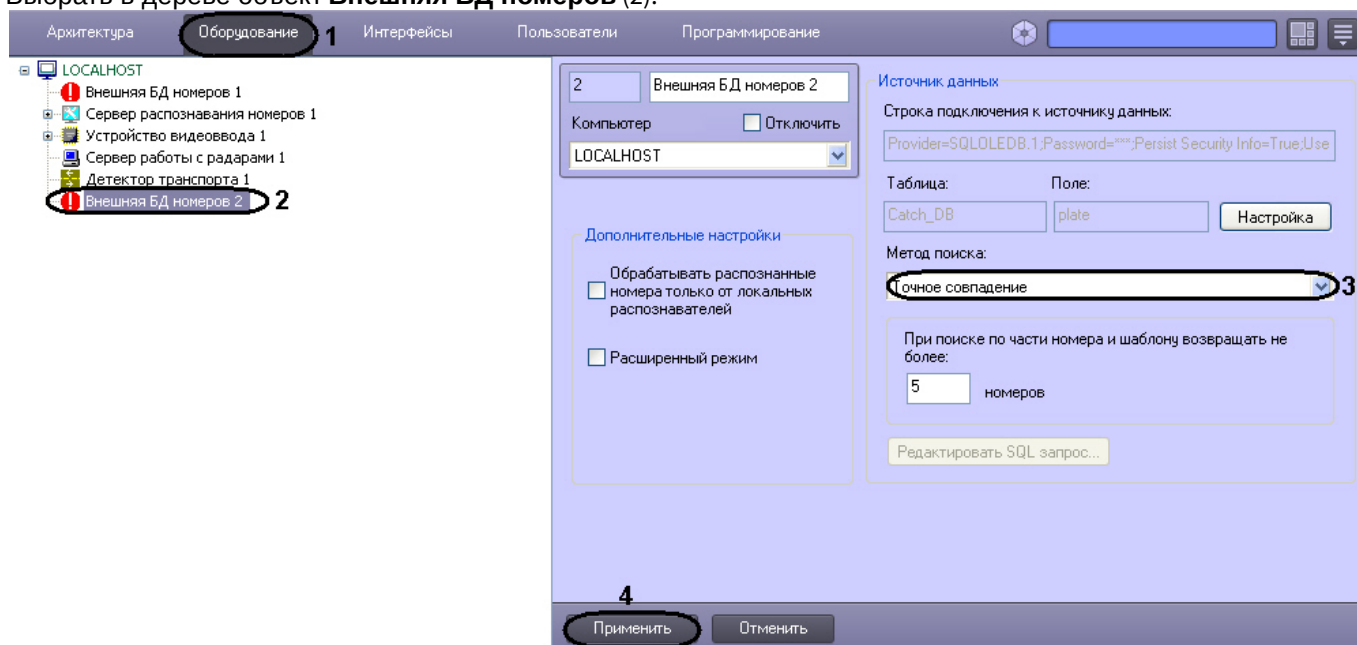 Выбрать в дереве объект Внешняя БД номеров (2).
Архитектура Оборудование 1 Интерфейсы Пользователи Программирование
LOCALHOST
Внешняя БД номеров 1
Сервер распознавания номеров 1
Устройство видеоввода 1
Сервер работы с радарами 1
Детектор транспорта 1
Внешняя БД номеров 2 2
2 Внешняя БД номеров 2
Компьютер Отключить
LOCALHOST
Дополнительные настройки
Обрабатывать распознанные
номера только от локальных
распознавателей
Расширенный режим
Источник данных
Строка подключения к источнику данных:
Provider=SQLOLEDB.1;Password=***;Persist Security Info=True;Use
Таблица: Поле:
Catch_DB plate Настройка
Метод поиска:
Точное совпадение 3
При поиске по части номера и шаблону возвращать не
более:
5 номеров
Редактировать SQL запрос...
4
Применить Отменить